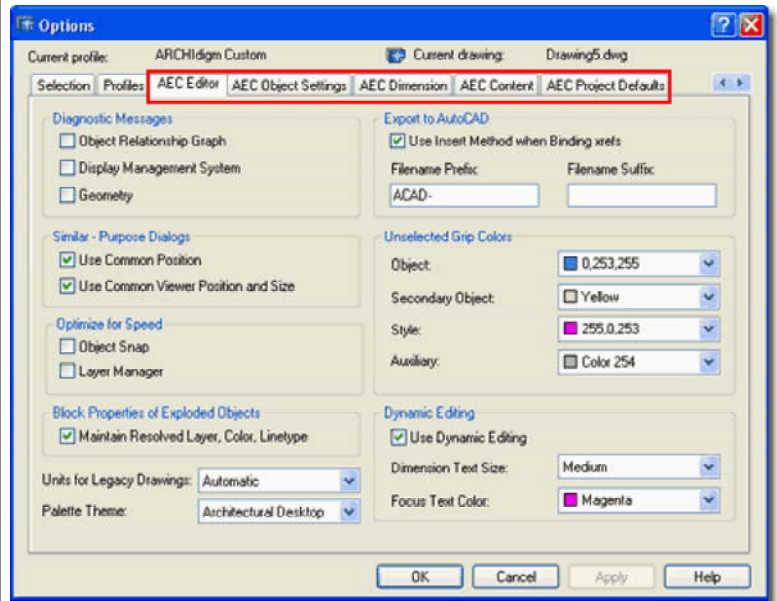 Options
Current profile: ARCHIdigm Custom Current drawing: Drawing5.dwg
Selection Profiles AEC Editor AEC Object Settings AEC Dimension AEC Content AEC Project Defaults
Diagnostic Messages
Object Relationship Graph
Display Management System
Geometry
Similar - Purpose Dialogs
Use Common Position
Use Common Viewer Position and Size
Optimize for Speed
Object Snap
Layer Manager
Block Properties of Exploded Objects
Maintain Resolved Layer, Color, Linetype
Units for Legacy Drawings: Automatic
Palette Theme: Architectural Desktop
Export to AutoCAD
Use Insert Method when Binding xrefs
Filename Prefix: Filename Suffix:
ACAD-
Unselected Grip Colors
Object: 0,253,255
Secondary Object: Yellow
Style: 255,0,253
Auxiliary: Color 254
Dynamic Editing
Use Dynamic Editing
Dimension Text Size: Medium
Focus Text Color: Magenta
OK Cancel Apply Help